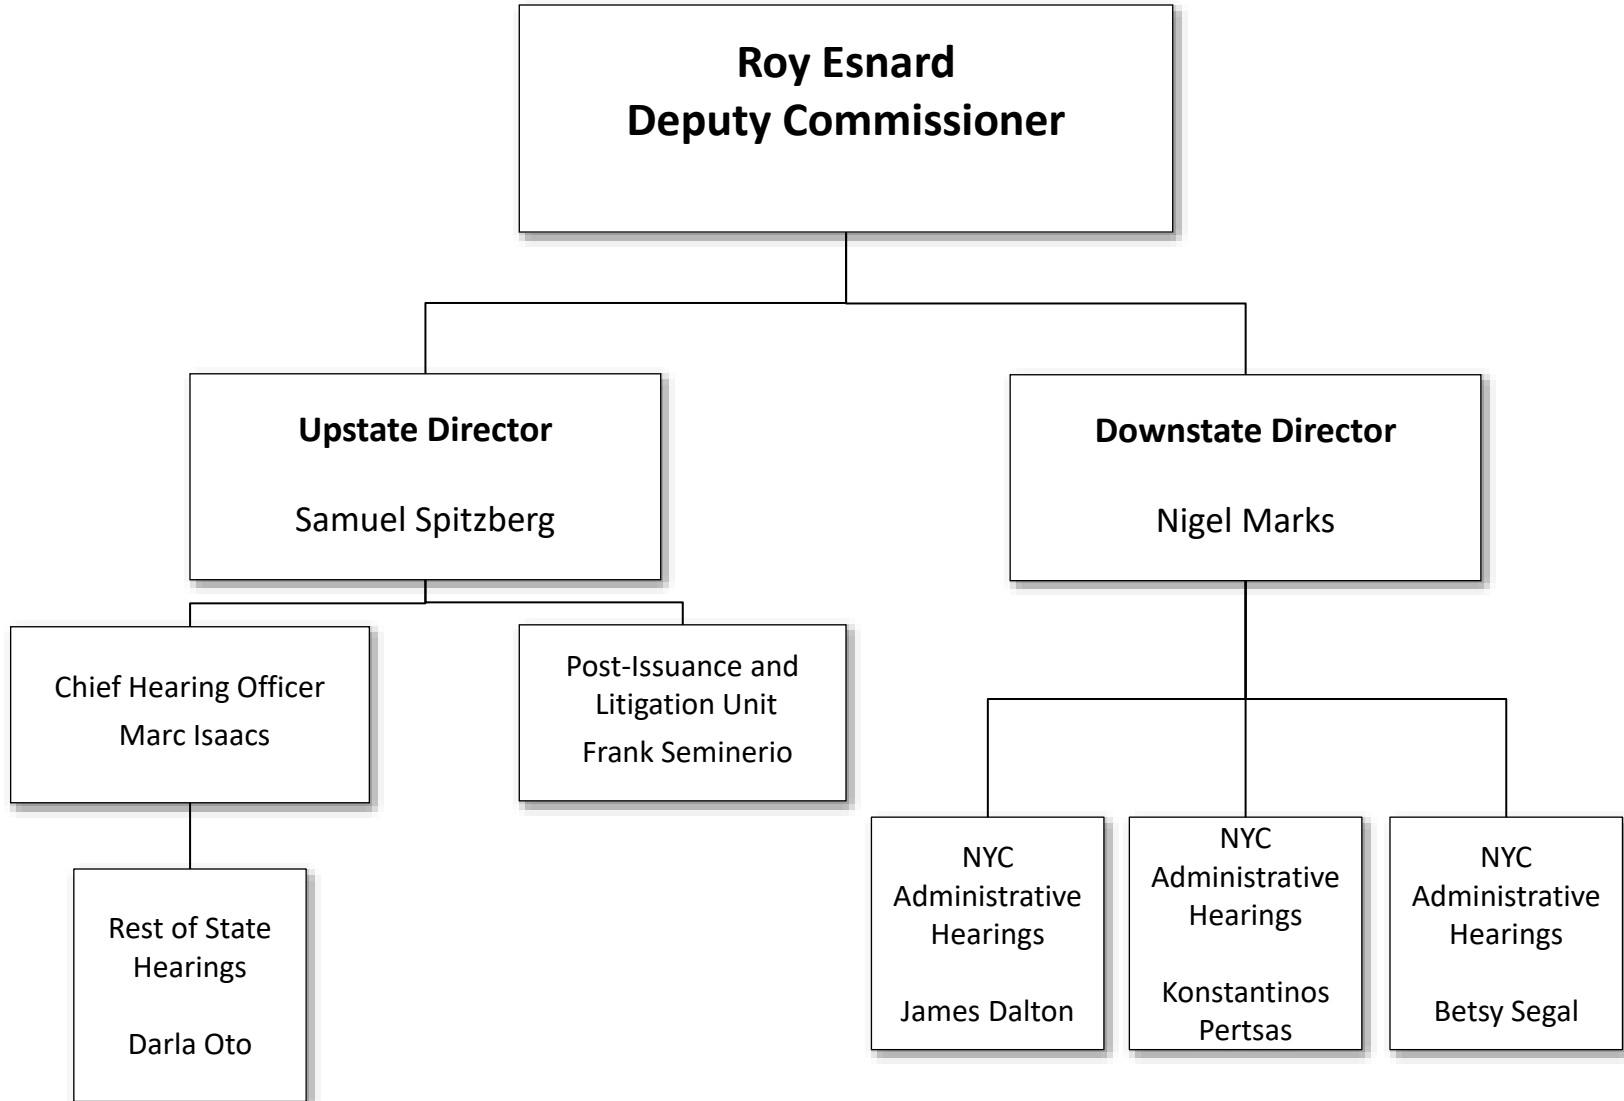 Roy Esnard
Deputy Commissioner
Upstate Director
Samuel Spitzberg
Downstate Director
Nigel Marks
Chief Hearing Officer
Marc Isaacs
Post-Issuance and
Litigation Unit
Frank Seminerio
Rest of State
Hearings
Darla Oto
NYC
Administrative
Hearings
James Dalton
NYC
Administrative
Hearings
Konstantinos
Pertsas
NYC
Administrative
Hearings
Betsy Segal